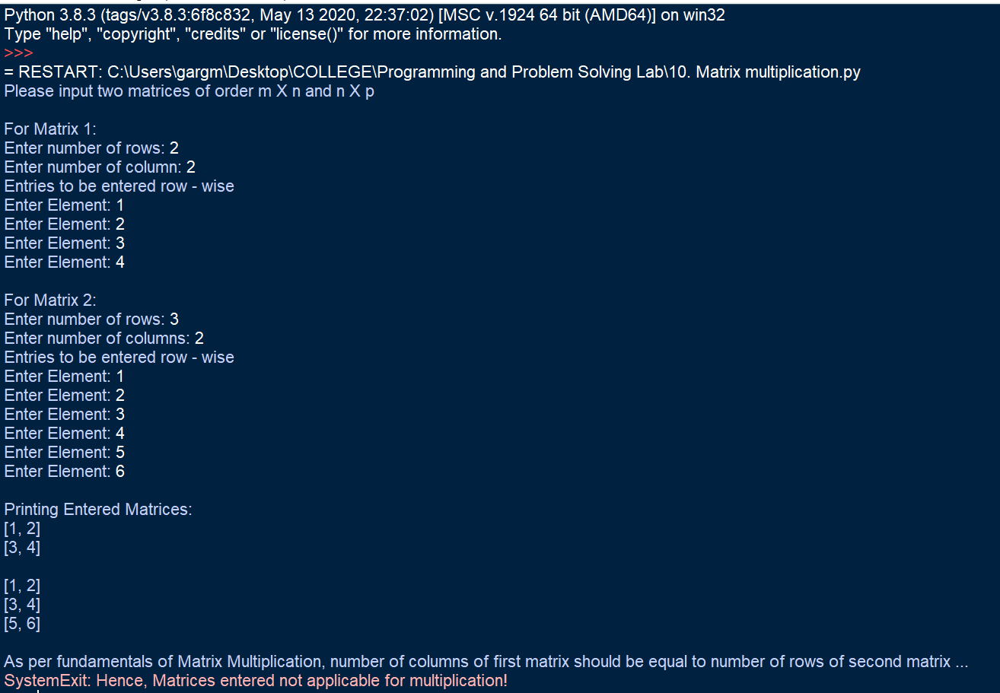 Python 3.8.3 (tags/v3.8.3:6f8c832, May 13 2020, 22:37:02) [MSC v.1924 64 bit (AMD64)] on win32
Type "help", "copyright", "credits" or "license()" for more information.
>>>
= RESTART: C:\Users\gargm\Desktop\COLLEGE\Programming and Problem Solving Lab\10. Matrix multiplication.py
Please input two matrices of order m X n and n X p
For Matrix 1:
Enter number of rows: 2
Enter number of column: 2
Entries to be entered row - wise
Enter Element: 1
Enter Element: 2
Enter Element: 3
Enter Element: 4
For Matrix 2:
Enter number of rows: 3
Enter number of columns: 2
Entries to be entered row - wise
Enter Element: 1
Enter Element: 2
Enter Element: 3
Enter Element: 4
Enter Element: 5
Enter Element: 6
Printing Entered Matrices:
[1, 2]
[3, 4]
[1, 2]
[3, 4]
[5, 6]
As per fundamentals of Matrix Multiplication, number of columns of first matrix should be equal to number of rows of second matrix ...
SystemExit: Hence, Matrices entered not applicable for multiplication!